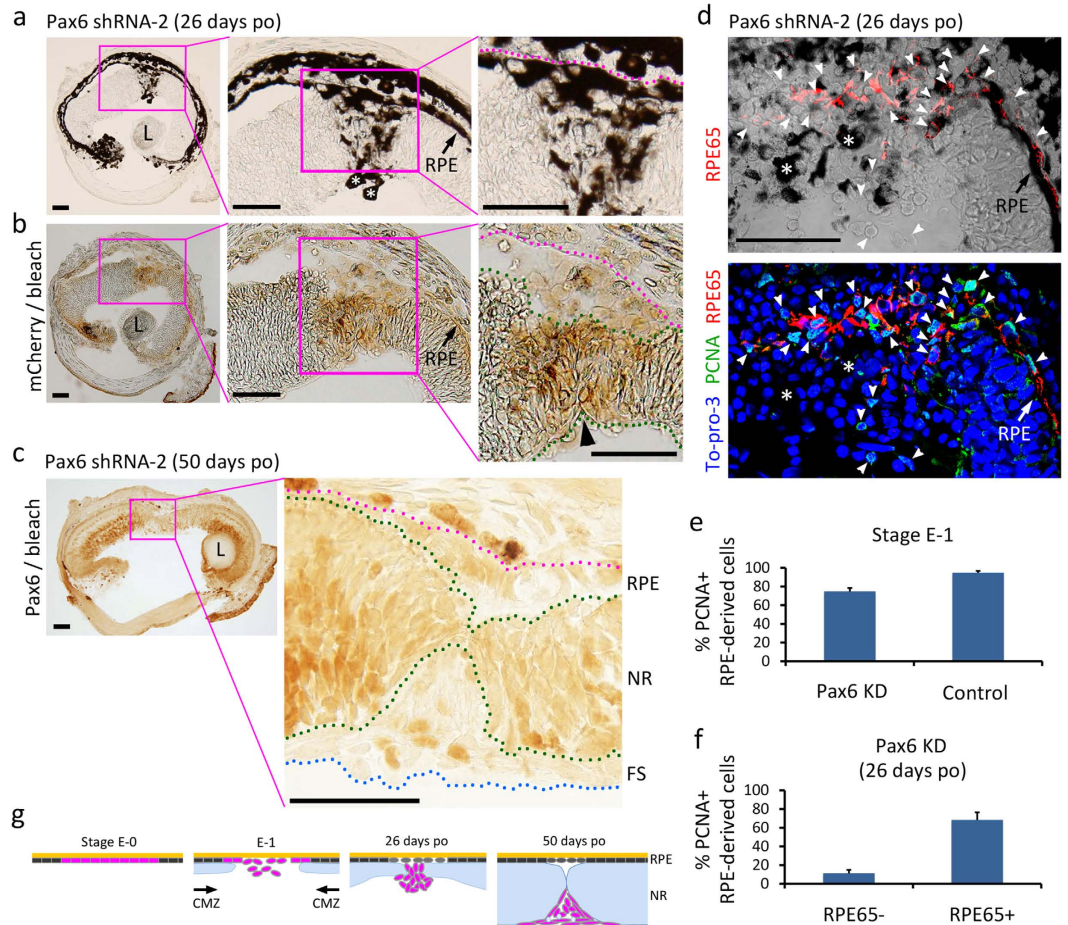 a Pax6 shRNA-2 (26 days po)
L
RPE
* *
b
mCherry / bleach
L
RPE
c Pax6 shRNA-2 (50 days po)
Pax6 / bleach
L
RPE
NR
FS
d Pax6 shRNA-2 (26 days po)
RPE65
* *
RPE
To-pro-3 PCNA RPE65
* *
RPE
e Stage E-1
% PCNA+
RPE-derived cells
100
80
60
40
20
0
Pax6 KD Control
f Pax6 KD
(26 days po)
% PCNA+
RPE-derived cells
100
80
60
40
20
0
RPE65- RPE65+
g
Stage E-0 E-1 26 days po 50 days po
RPE
NR
CMZ CMZ